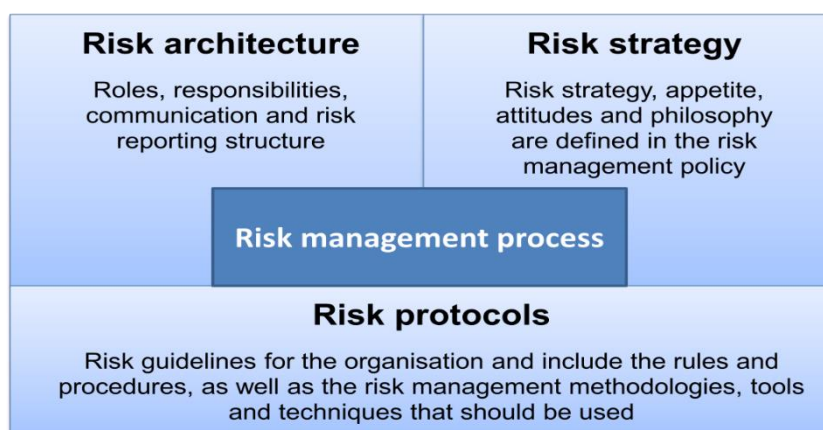 Risk architecture
Roles, responsibilities,
communication and risk
reporting structure
Risk strategy
Risk strategy, appetite,
attitudes and philosophy
are defined in the risk
management policy
Risk management process
Risk protocols
Risk guidelines for the organisation and include the rules and
procedures, as well as the risk management methodologies, tools
and techniques that should be used